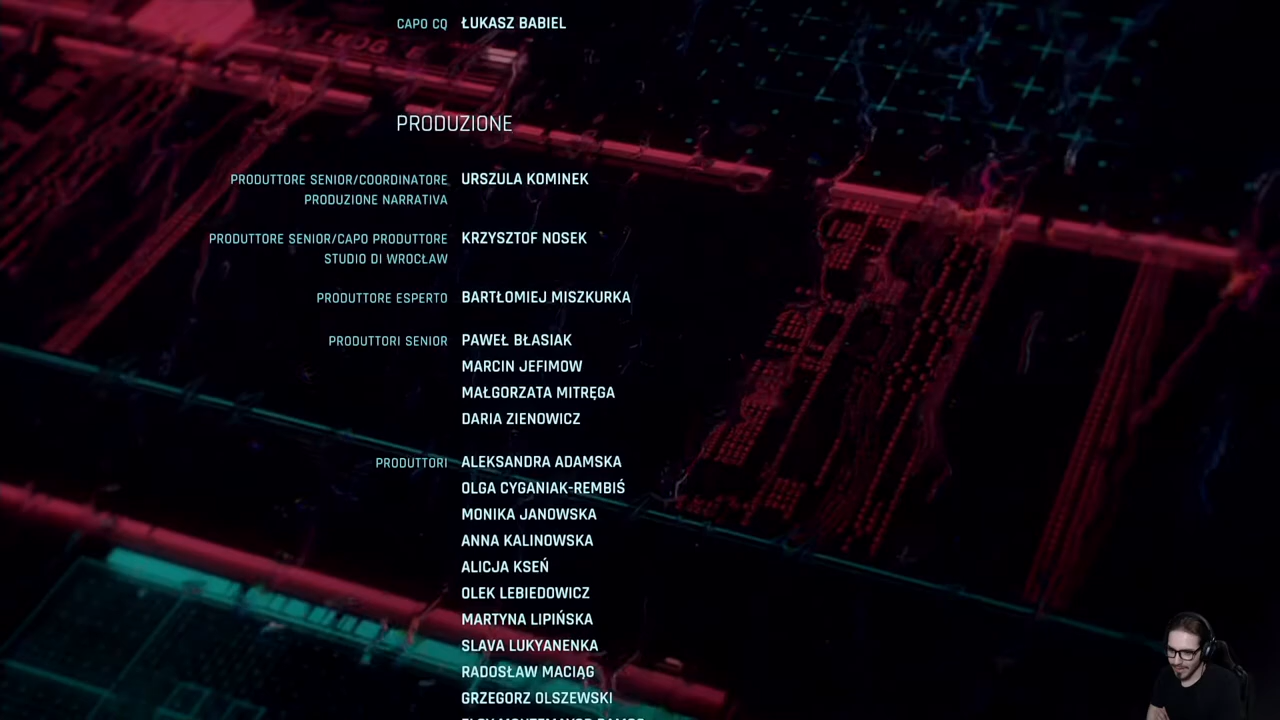 CAPO CQ ŁUKASZ BABIEL
PRODUZIONE
PRODUTTORE SENIOR/COORDINATORE URSZULA KOMINEK
PRODUZIONE NARRATIVA
PRODUTTORE SENIOR/CAPO PRODUTTORE KRZYSZTOF NOSEK
STUDIO DI WROCŁAW
PRODUTTORE ESPERTO BARTŁOMIEJ MISZKURKA
PRODUTTORI SENIOR PAWEŁ BŁASIAK
MARCIN JEFIMOW
MAŁGORZATA MITRĘGA
DARIA ZIENOWICZ
PRODUTTORI ALEKSANDRA ADAMSKA
OLGA CYGANIAK-REMBIŚ
MONIKA JANOWSKA
ANNA KALINOWSKA
ALICJA KSEŃ
OLEK LEBIEDOWICZ
MARTYNA LIPIŃSKA
SLAVA LUKYANENKA
RADOSŁAW MACIĄG
GRZEGORZ OLSZEWSKI